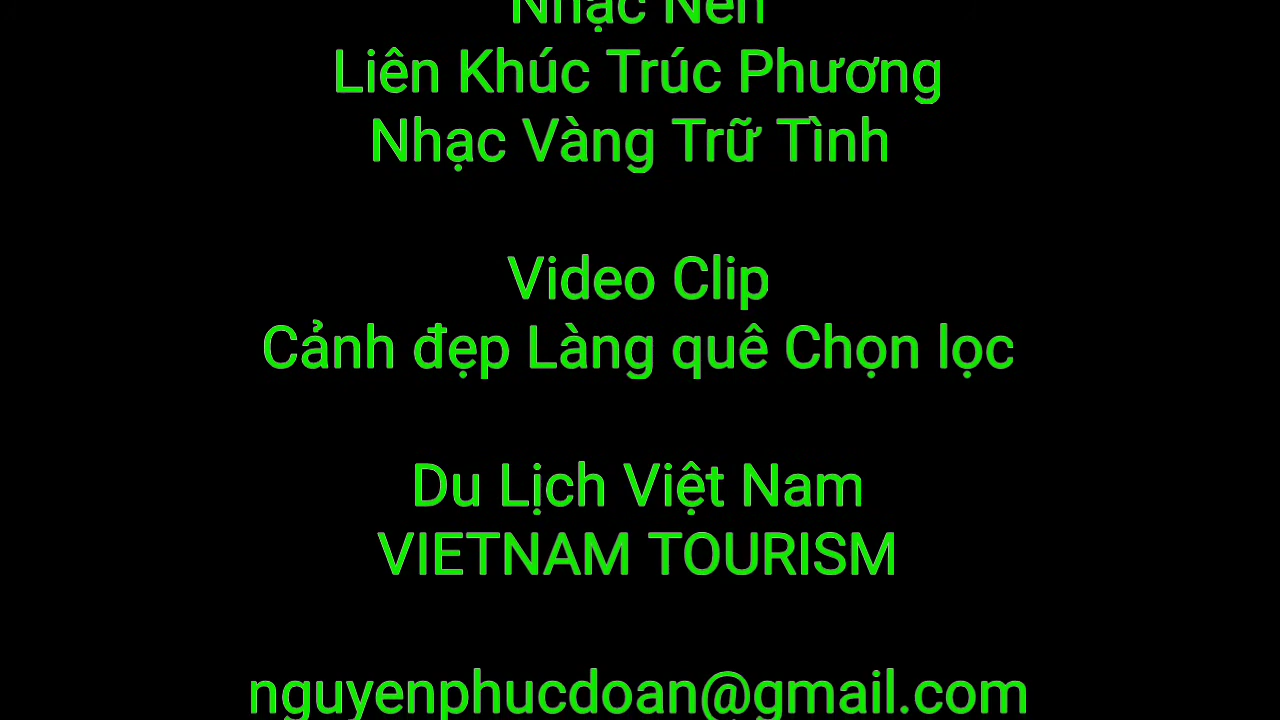 Nhạc Nền
Liên Khúc Trúc Phương
Nhạc Vàng Trữ Tình
Video Clip
Cảnh đẹp Làng quê Chọn lọc
Du Lịch Việt Nam
VIETNAM TOURISM
nguyenphucdoan@gmail.com